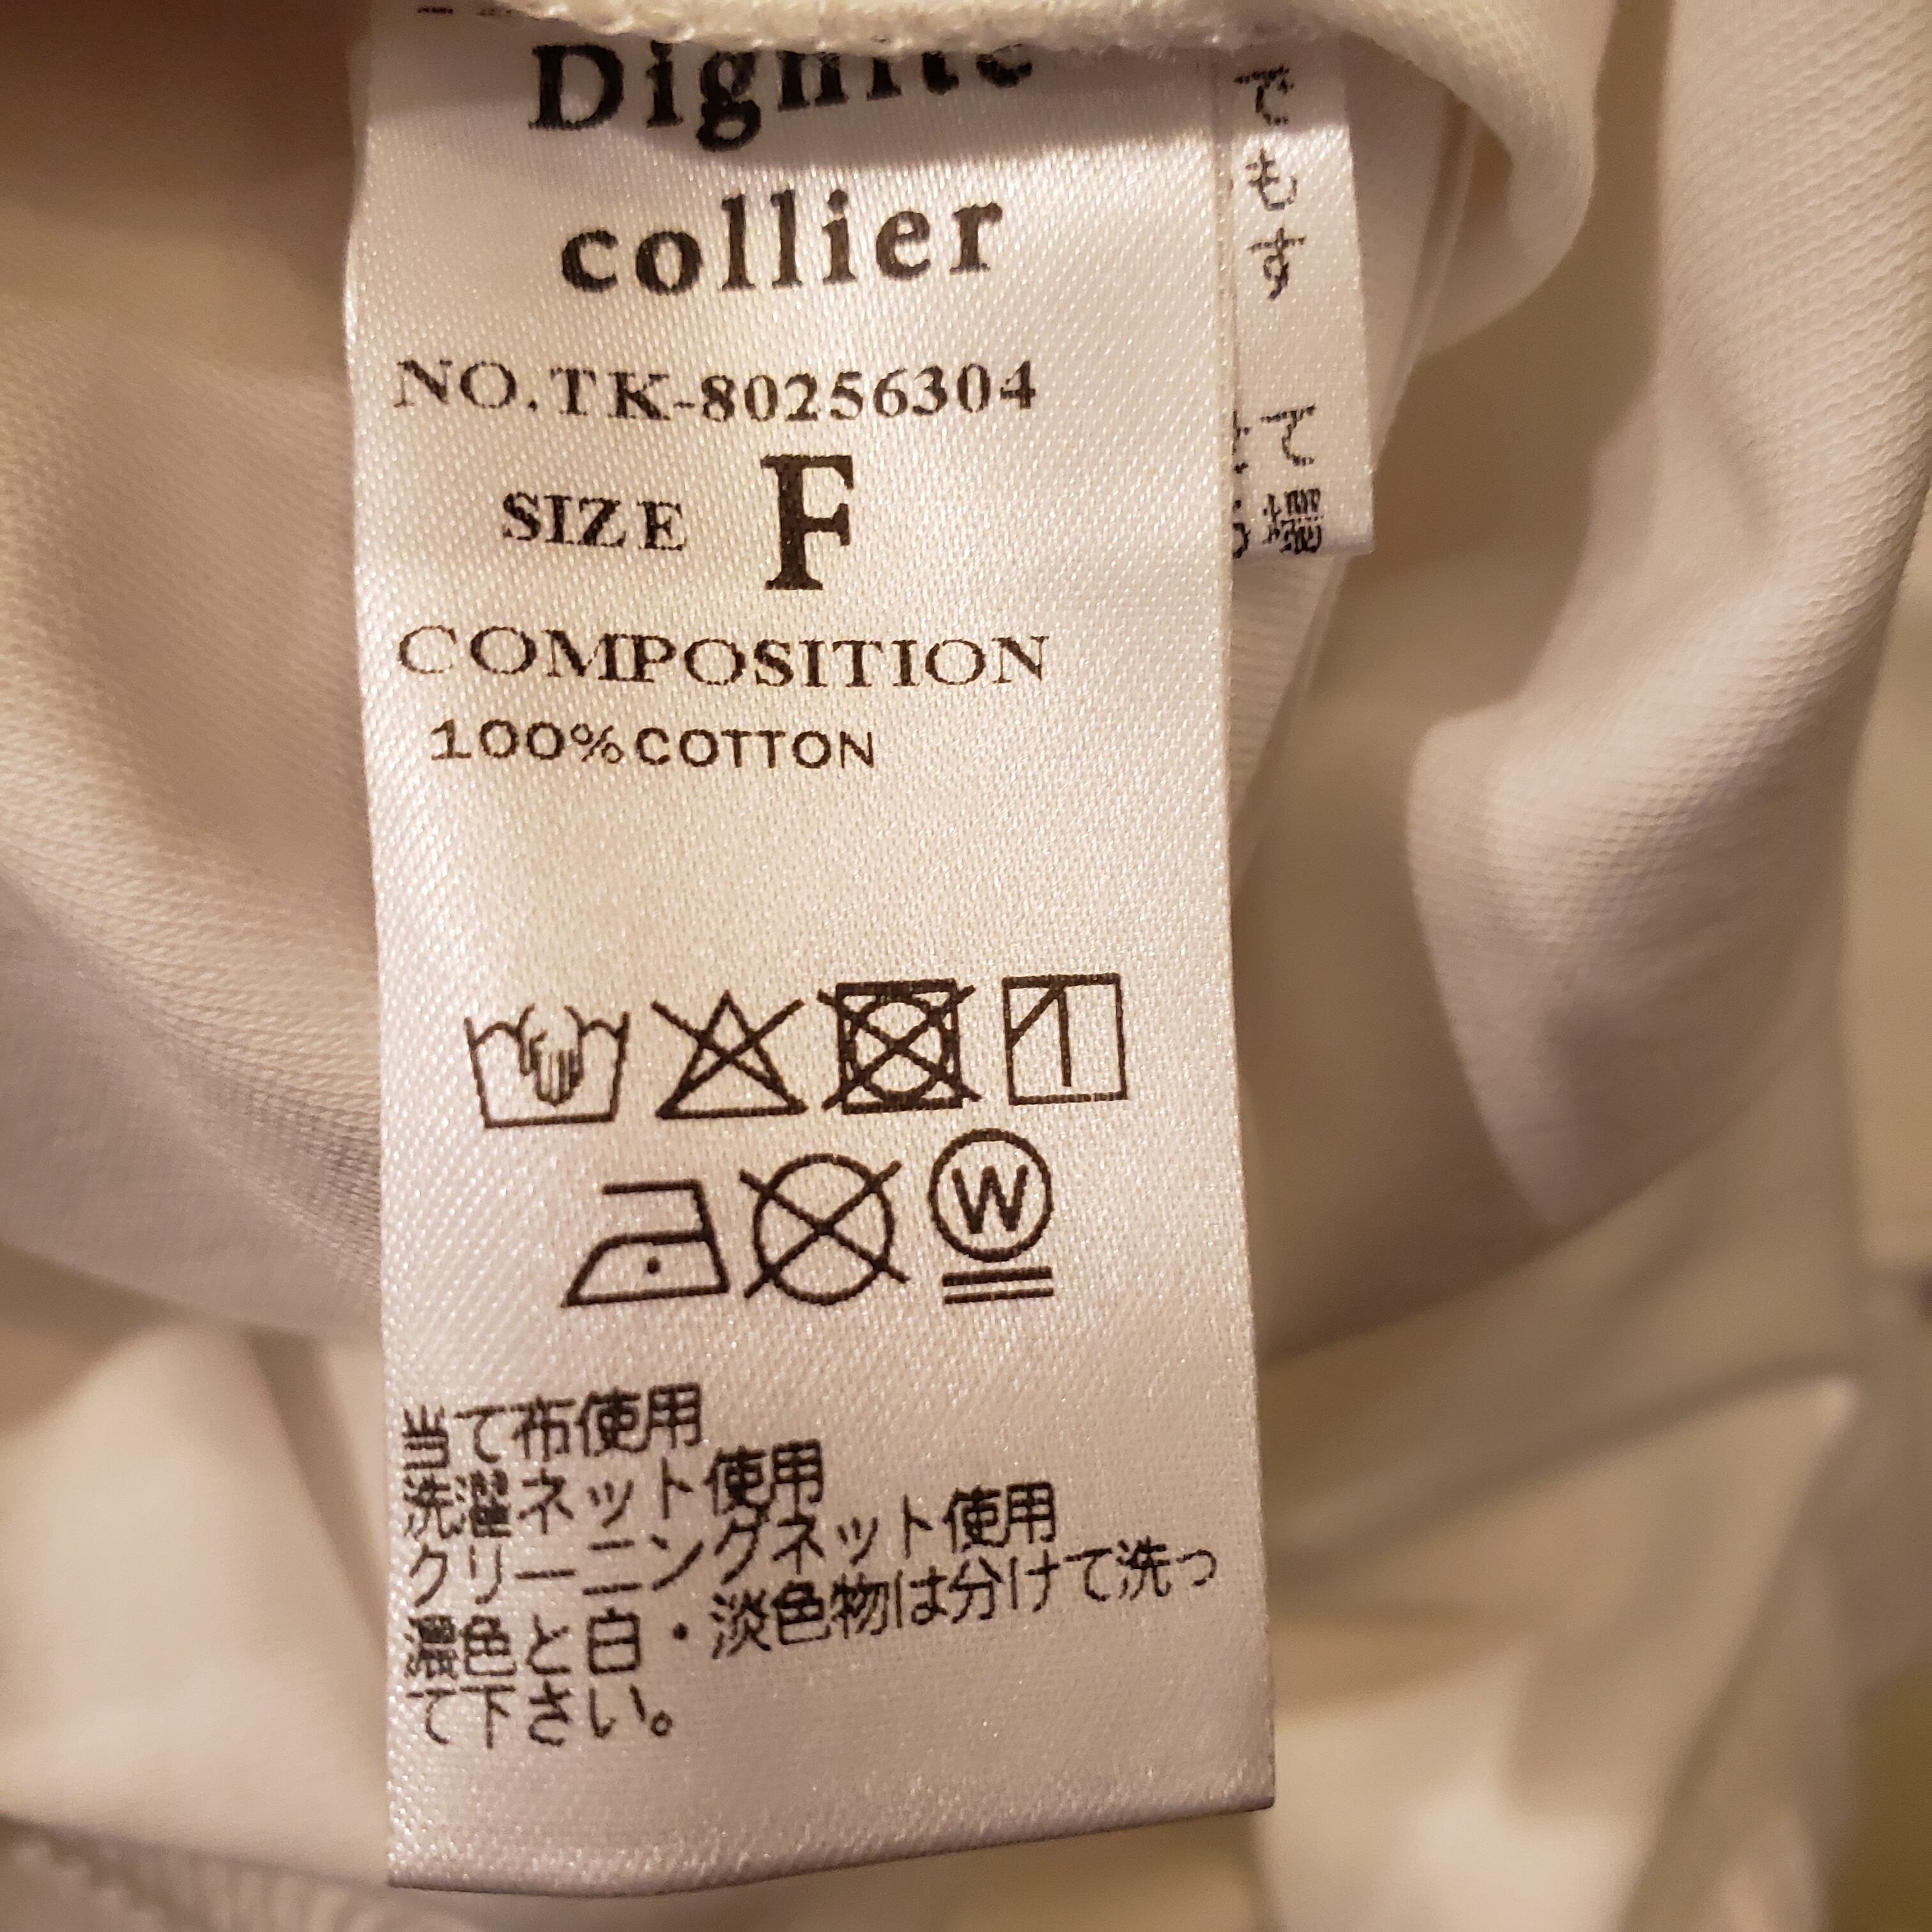 Dignite
collier
NO.TK-80256304
SIZE F
COMPOSITION
100%COTTON
W
当て布使用
洗濯ネット使用
クリーニングネット使用
濃色と白・淡色物は分けて洗っ
て下さい。
で
も
す
て